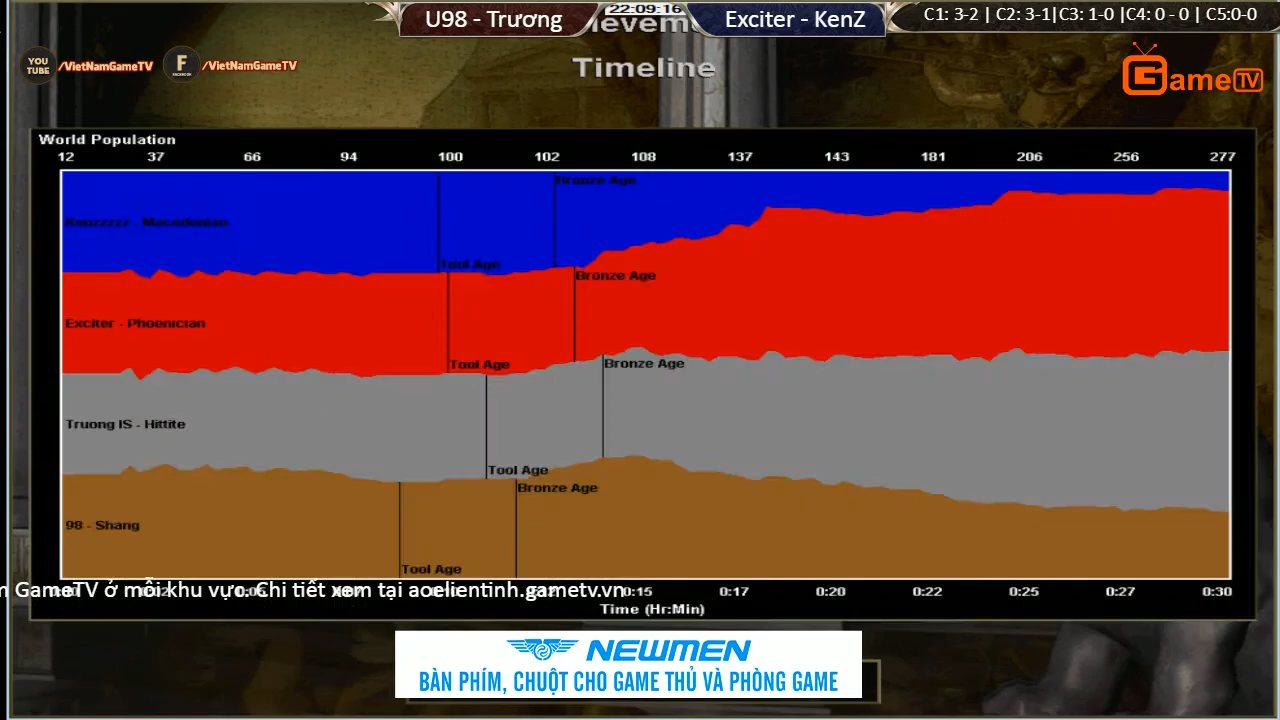 22:09:16
U98 - Trương
Exciter - KenZ
C1: 3-2 | C2: 3-1|C3: 1-0 |C4: 0 - 0 | C5:0-0
Timeline
YOU TUBE /VietNamGameTV
F FACEBOOK /VietNamGameTV
GameTV
World Population
12 37 66 94 100 102 108 137 143 181 206 256 277
Bronze Age
Kenzzzsz - Macedonian
Tool Age
Bronze Age
Exciter - Phoenician
Tool Age
Bronze Age
Truong IS - Hittite
Tool Age
Bronze Age
98 - Shang
Tool Age
GameTV ở mỗi khu vực. Chi tiết xem tại aoelientinh.gametv.vn
0:15 0:17 0:20 0:22 0:25 0:27 0:30
Time (Hr:Min)
NEWMEN
BÀN PHÍM, CHUỘT CHO GAME THỦ VÀ PHÒNG GAME